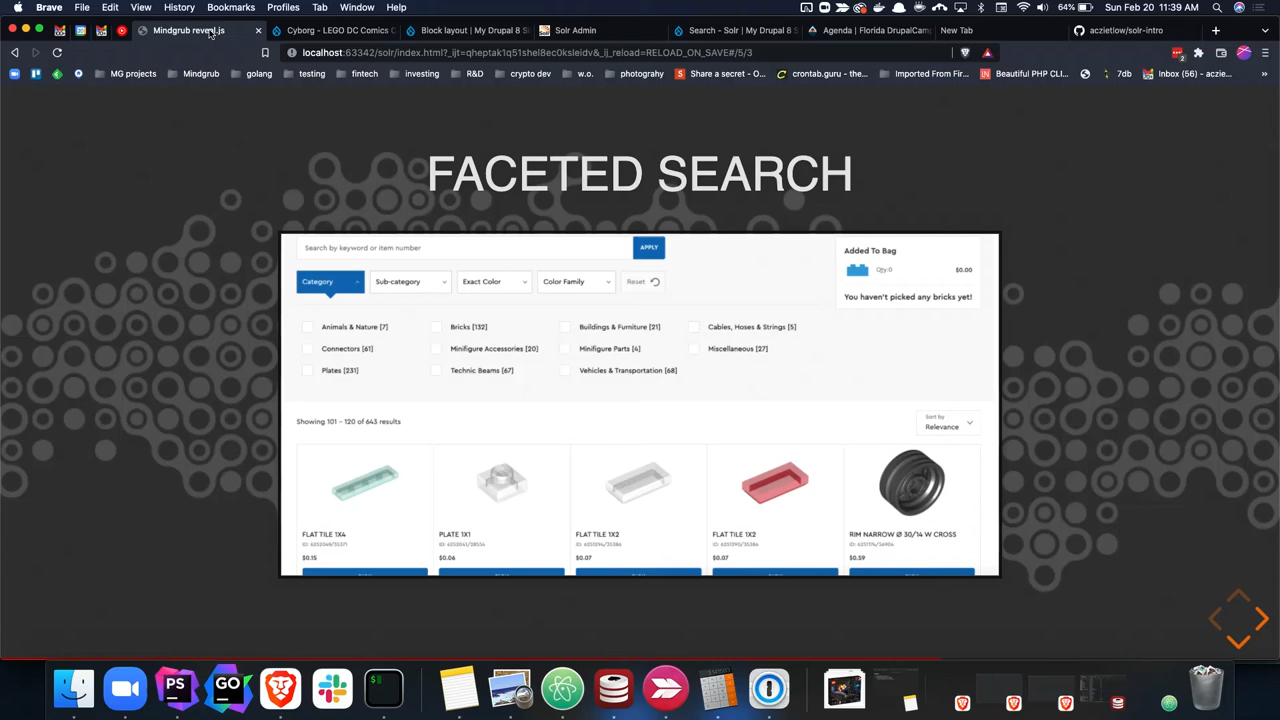 Brave File Edit View History Bookmarks People Tab Window Help 64% Sun Feb 20 11:39 AM
Mindgrub reveal.js Cyborg - LEGO DC Comics C Block layout | My Drupal 8 Si Solr Admin Search - Solr | My Drupal 8 S Agenda | Florida DrupalCam New Tab aczietlow/solr-intro
localhost:63342/solr/index.html?_ijt=qheptak1q51shel8ec0ksleidv&_ij_reload=RELOAD_ON_SAVE#/5/3
MG projects Mindgrub golang testing fintech investing R&D crypto dev w.o. photography Share a secret - O... crontab.guru - the... Imported From Fir... Beautiful PHP CLI... 7db Inbox (56) - aczie... »
FACETED SEARCH
Search by keyword or item number APPLY
Added To Bag
Qty:0 $0.00
You haven't picked any bricks yet!
Category Sub-category Exact Color Color Family Reset
Animals & Nature [7] Bricks [132] Buildings & Furniture [21] Cables, Hoses & Strings [5]
Connectors [61] Minifigure Accessories [20] Minifigure Parts [4] Miscellaneous [27]
Plates [231] Technic Beams [67] Vehicles & Transportation [68]
Showing 101 - 120 of 643 results
Sort by
Relevance
FLAT TILE 1X4 PLATE 1X1 FLAT TILE 1X2 FLAT TILE 1X2 RIM NARROW Ø 30/14 W CROSS
$0.15 $0.06 $0.07 $0.07 $0.59
PS GO